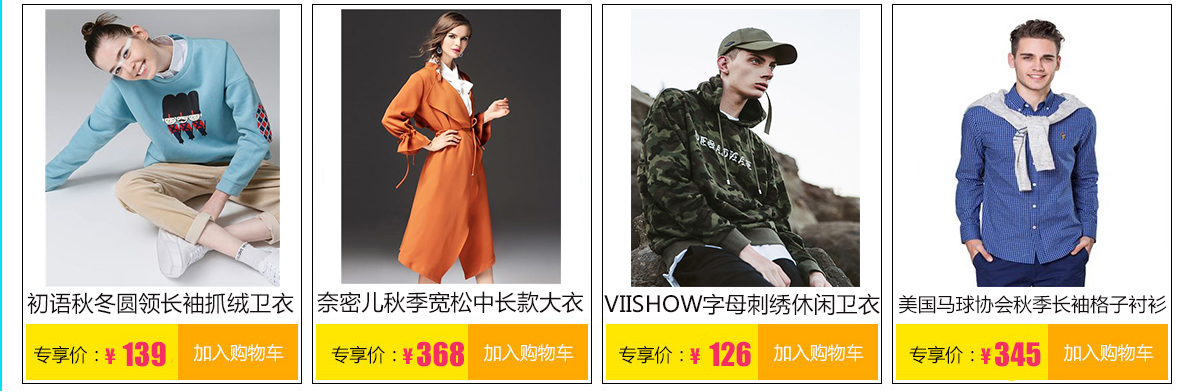 初语秋冬圆领长袖抓绒卫衣
专享价：¥ 139 加入购物车
奈密儿秋季宽松中长款大衣
专享价：¥ 368 加入购物车
VIISHOW字母刺绣休闲卫衣
专享价：¥ 126 加入购物车
美国马球协会秋季长袖格子衬衫
专享价：¥ 345 加入购物车